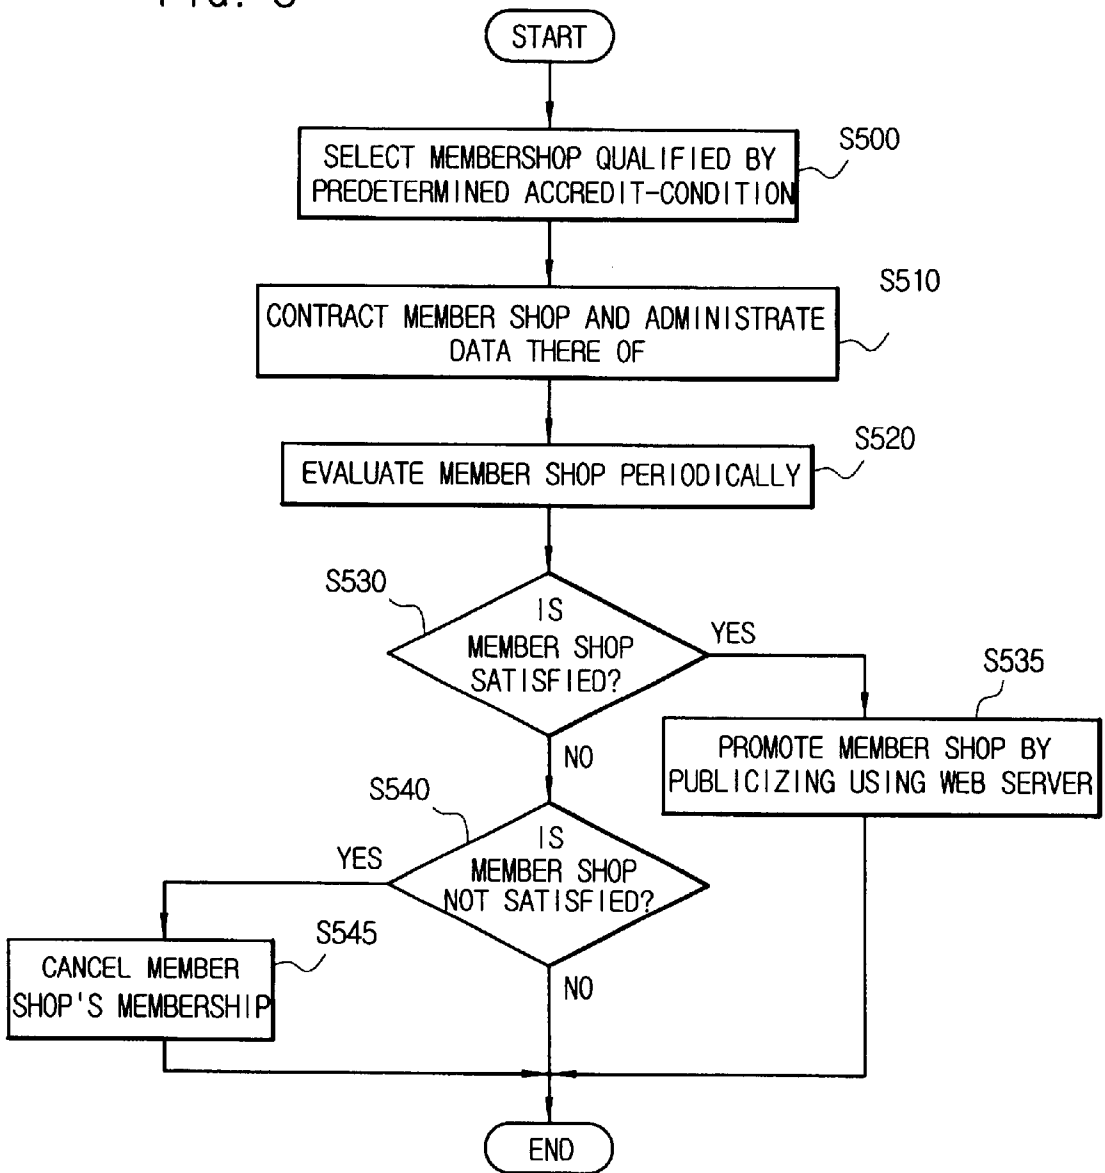 START
S500
SELECT MEMBERSHOP QUALIFIED BY
PREDETERMINED ACCREDIT-CONDITION
S510
CONTRACT MEMBER SHOP AND ADMINISTRATE
DATA THERE OF
S520
EVALUATE MEMBER SHOP PERIODICALLY
S530
IS
MEMBER SHOP
SATISFIED?
YES
S535
PROMOTE MEMBER SHOP BY
PUBLICIZING USING WEB SERVER
NO
S540
IS
MEMBER SHOP
NOT SATISFIED?
YES
S545
CANCEL MEMBER
SHOP'S MEMBERSHIP
NO
END